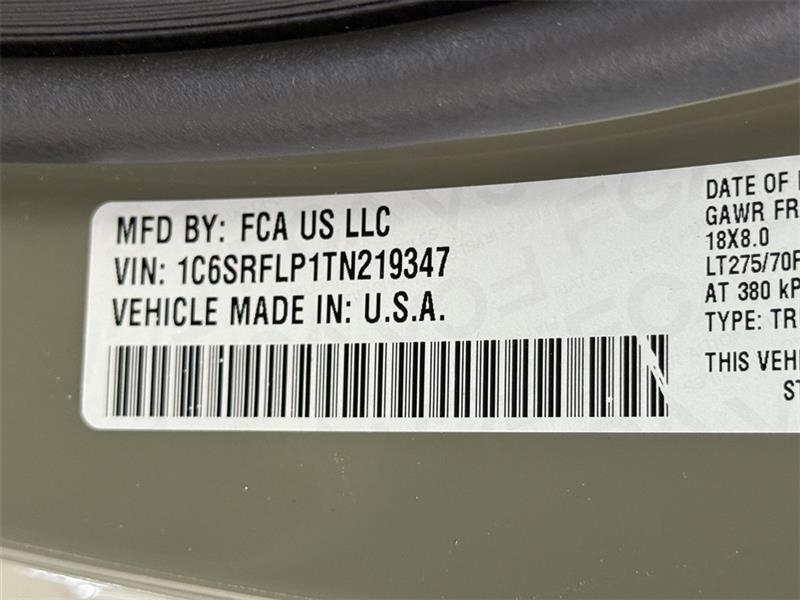 MFD BY: FCA US LLC
VIN: 1C6SRFLP1TN219347
VEHICLE MADE IN: U.S.A.
DATE OF
GAWR FR
18X8.0
LT275/70
AT 380
TYPE: TR
THIS VEH
ST